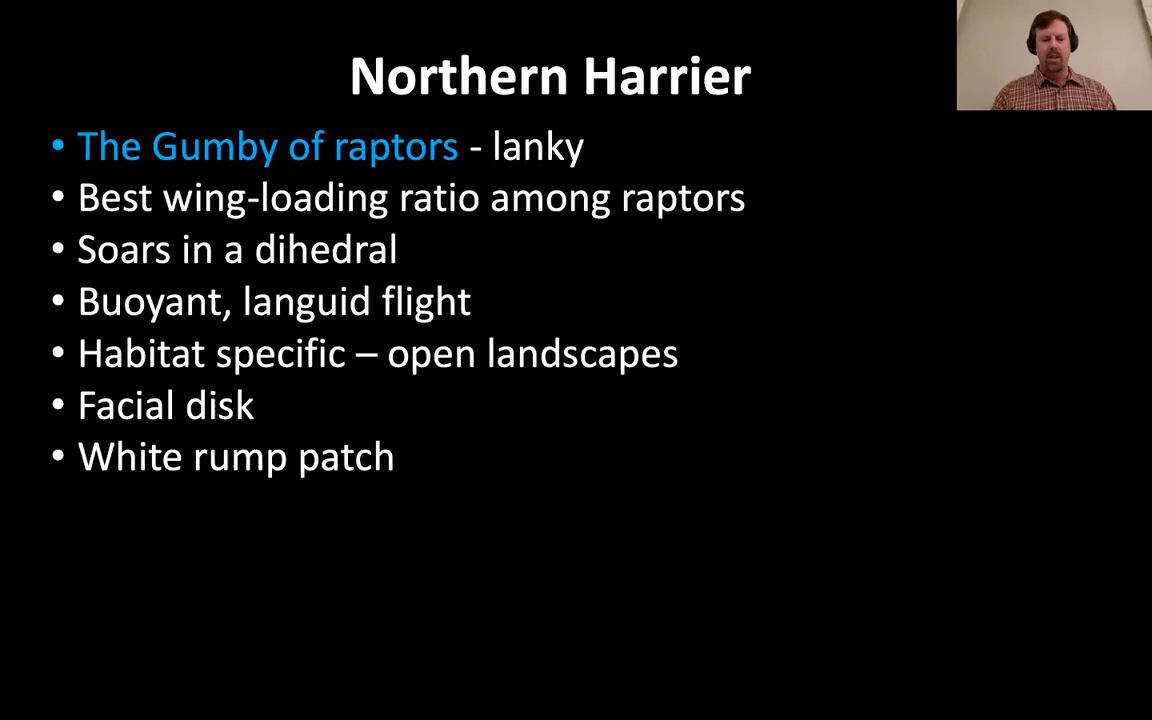 Northern Harrier
• The Gumby of raptors - lanky
• Best wing-loading ratio among raptors
• Soars in a dihedral
• Buoyant, languid flight
• Habitat specific – open landscapes
• Facial disk
• White rump patch